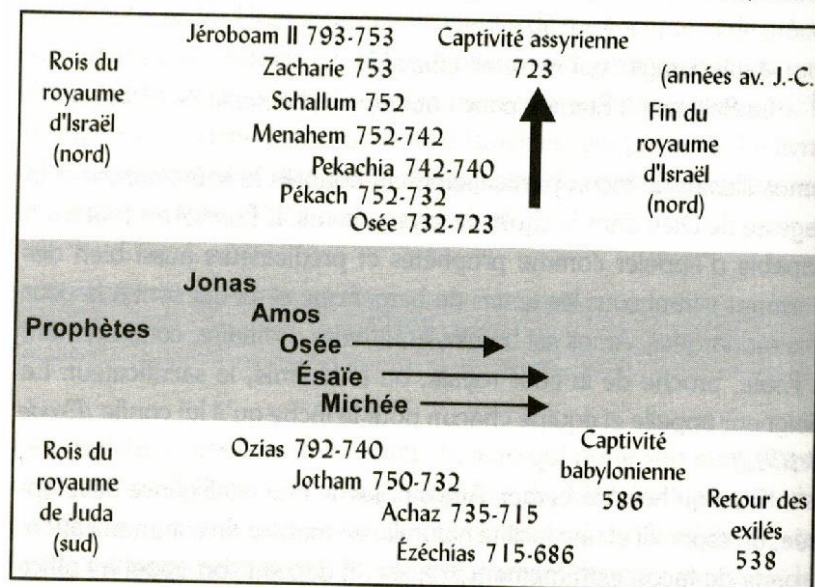 Rois du
royaume
d'Israël
(nord)
Jéroboam II 793-753
Zacharie 753
Schallum 752
Menahem 752-742
Pekachia 742-740
Pékach 752-732
Osée 732-723
Captivité assyrienne
723
(années av. J.-C.
Fin du
royaume
d'Israël
(nord)
Prophètes
Jonas
Amos
Osée
Ésaïe
Michée
Rois du
royaume
de Juda
(sud)
Ozias 792-740
Jotham 750-732
Achaz 735-715
Ézéchias 715-686
Captivité
babylonienne
586
Retour des
exilés
538